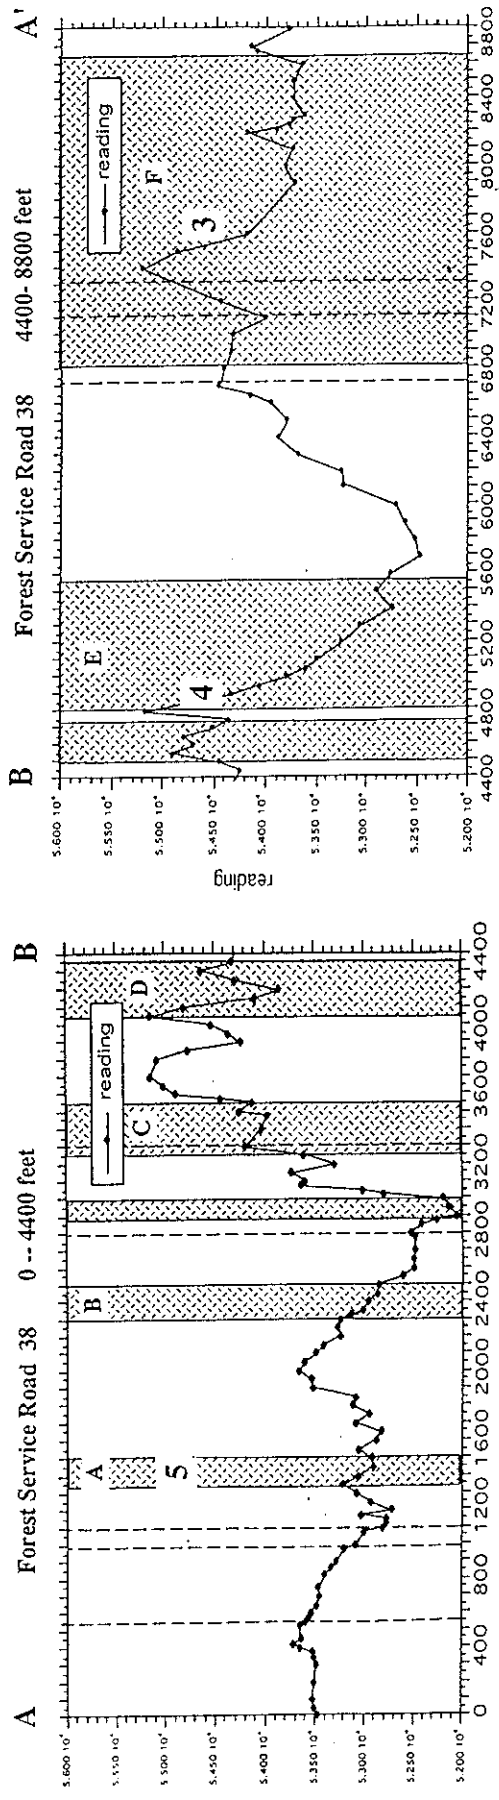 A Forest Service Road 38 0 -- 4400 feet B
reading
5.600 10⁴
5.550 10⁴
5.500 10⁴
5.450 10⁴
5.400 10⁴
5.350 10⁴
5.300 10⁴
5.250 10⁴
5.200 10⁴
A
5
B
C
D
0 400 800 1200 1600 2000 2400 2800 3200 3600 4000 4400
B Forest Service Road 38 4400- 8800 feet A'
reading
reading
5.600 10⁴
5.550 10⁴
5.500 10⁴
5.450 10⁴
5.400 10⁴
5.350 10⁴
5.300 10⁴
5.250 10⁴
5.200 10⁴
E
4
3
F
4400 4800 5200 5600 6000 6400 6800 7200 7600 8000 8400 8800